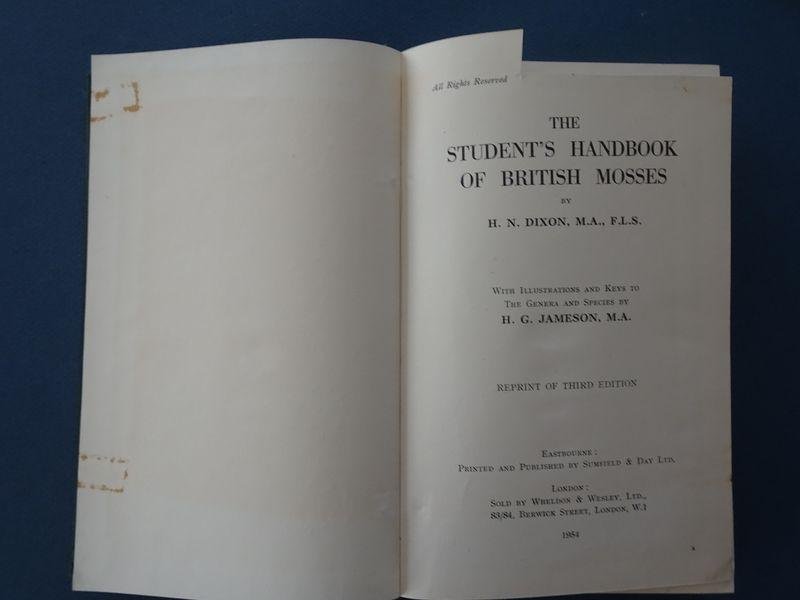 All Rights Reserved
THE
STUDENT'S HANDBOOK
OF BRITISH MOSSES
BY
H. N. DIXON, M.A., F.L.S.
With Illustrations and Keys to
The Genera and Species by
H. G. JAMESON, M.A.
REPRINT OF THIRD EDITION
Eastbourne:
Printed and Published by Sumfield & Day Ltd.
London:
Sold by Wheldon & Wesley, Ltd.,
83/84, Berwick Street, London, W.1
1954